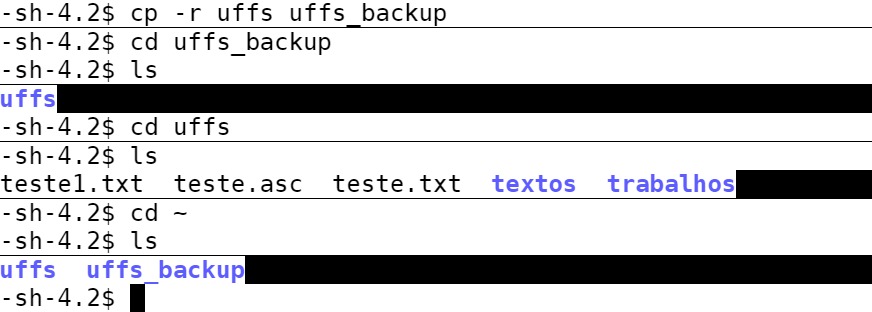 -sh-4.2$ cp -r uffs uffs_backup
-sh-4.2$ cd uffs_backup
-sh-4.2$ ls
uffs
-sh-4.2$ cd uffs
-sh-4.2$ ls
teste1.txt  teste.asc  teste.txt  textos  trabalhos
-sh-4.2$ cd ~
-sh-4.2$ ls
uffs  uffs_backup
-sh-4.2$